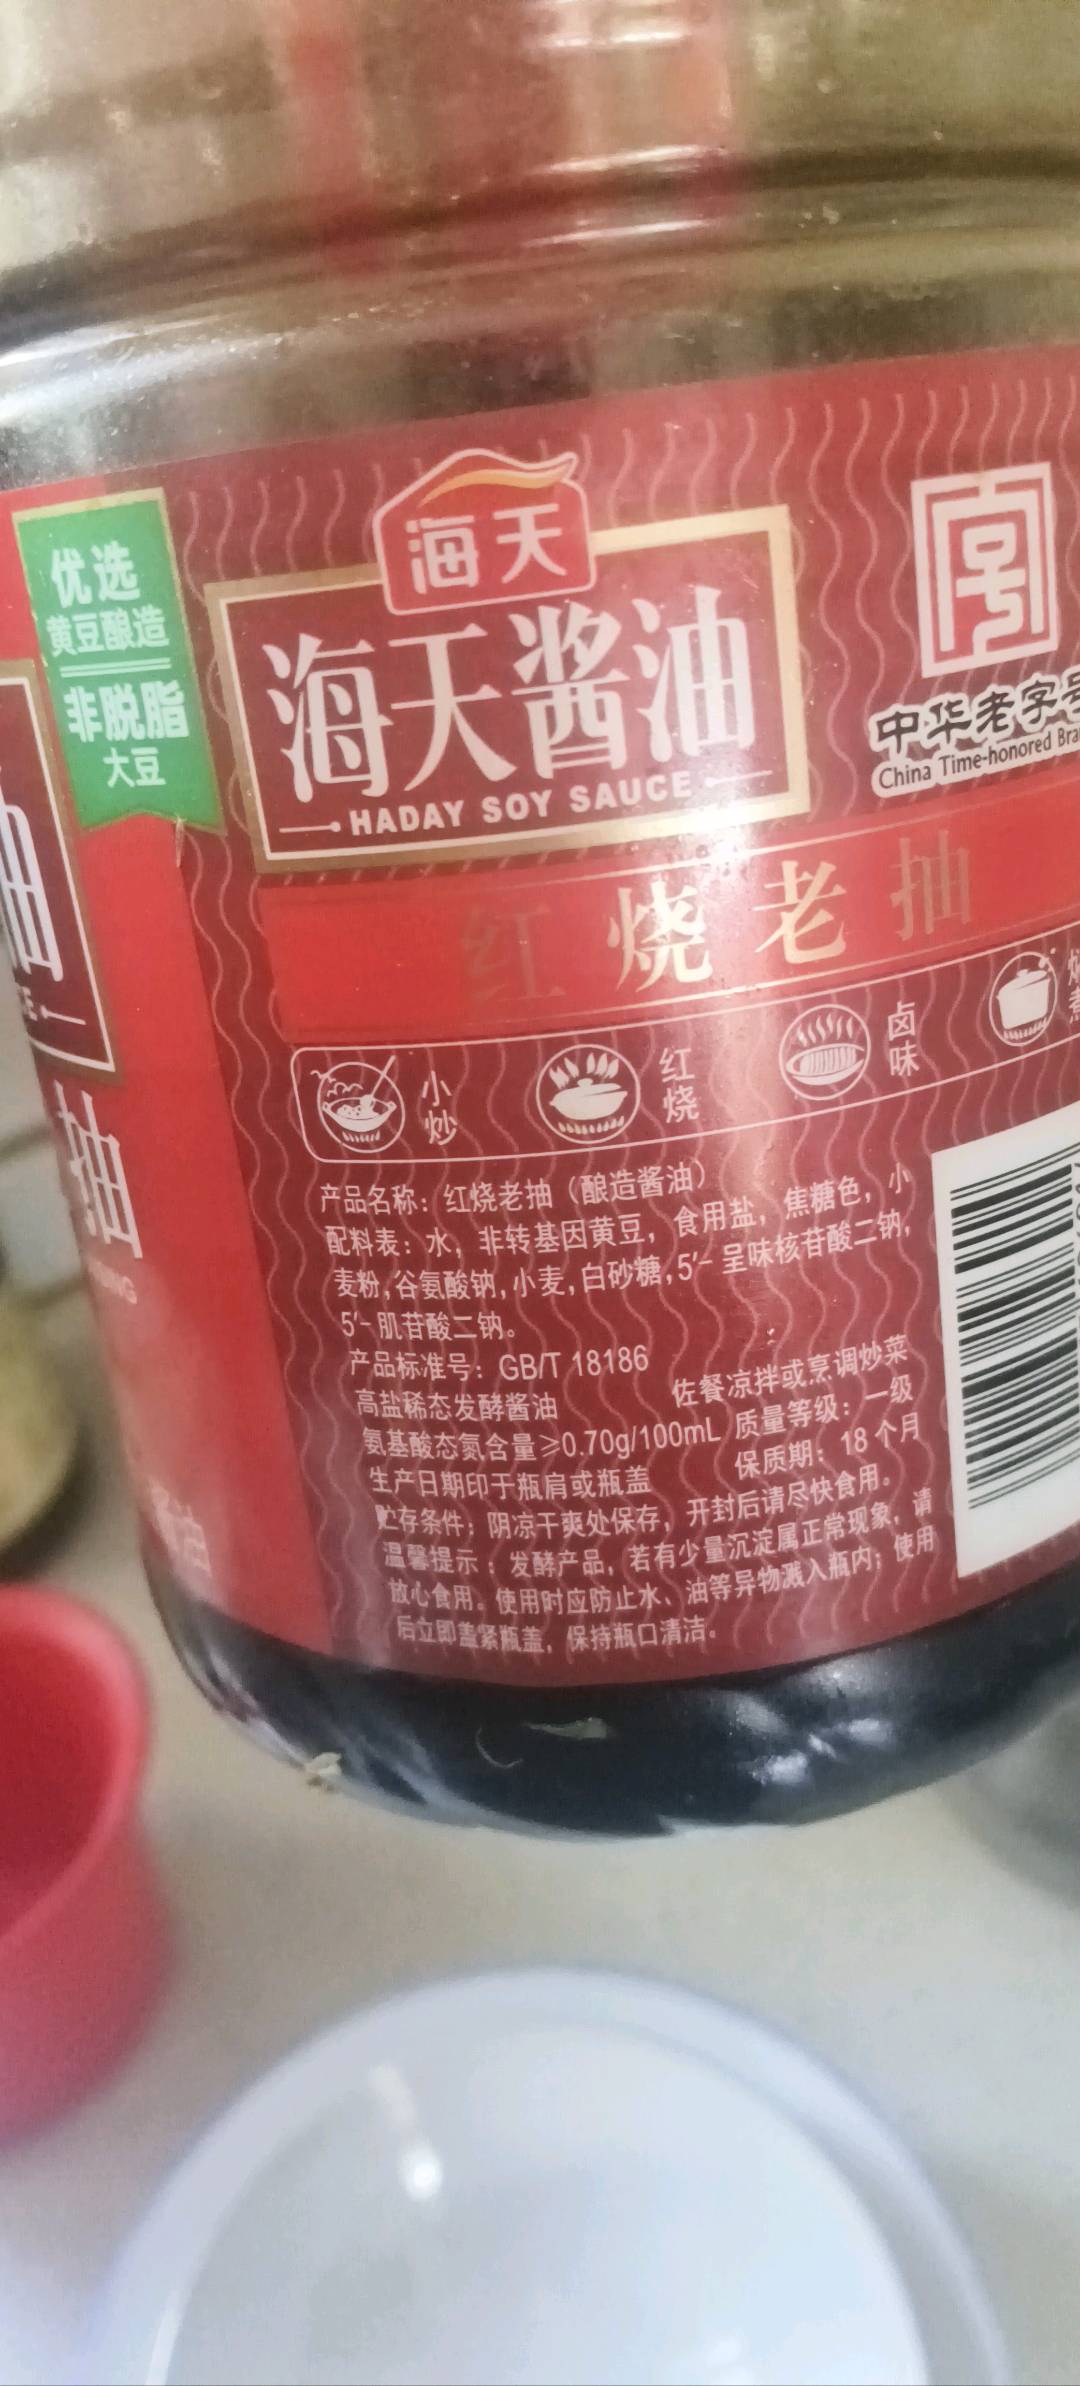 优选
黄豆酿造
非脱脂
大豆
海天
海天酱油
HADAY SOY SAUCE
中华老字号
China Time-honored
红烧老抽
小炒
红烧
卤味
抽
产品名称：红烧老抽（酿造酱油）
配料表：水，非转基因黄豆，食用盐，焦糖色，小
麦粉,谷氨酸钠,小麦,白砂糖,5′-呈味核苷酸二钠,
5′-肌苷酸二钠。
产品标准号：GB/T 18186
高盐稀态发酵酱油 佐餐凉拌或烹调炒菜
氨基酸态氮含量≥0.70g/100mL 质量等级：一级
生产日期印于瓶肩或瓶盖 保质期：18个月
贮存条件：阴凉干爽处保存，开封后请尽快食用。
温馨提示：发酵产品，若有少量沉淀属正常现象，请
放心食用。使用时应防止水、油等异物溅入瓶内；使用
后立即盖紧瓶盖，保持瓶口清洁。